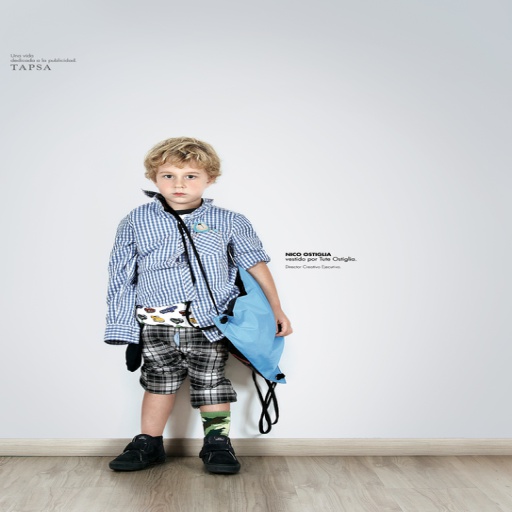 Una vida
dedicada a la publicidad
TAPSA
NICO OSTIGLIA
vestido por Tute Ostiglia.
Director Creativo Ejecutivo.